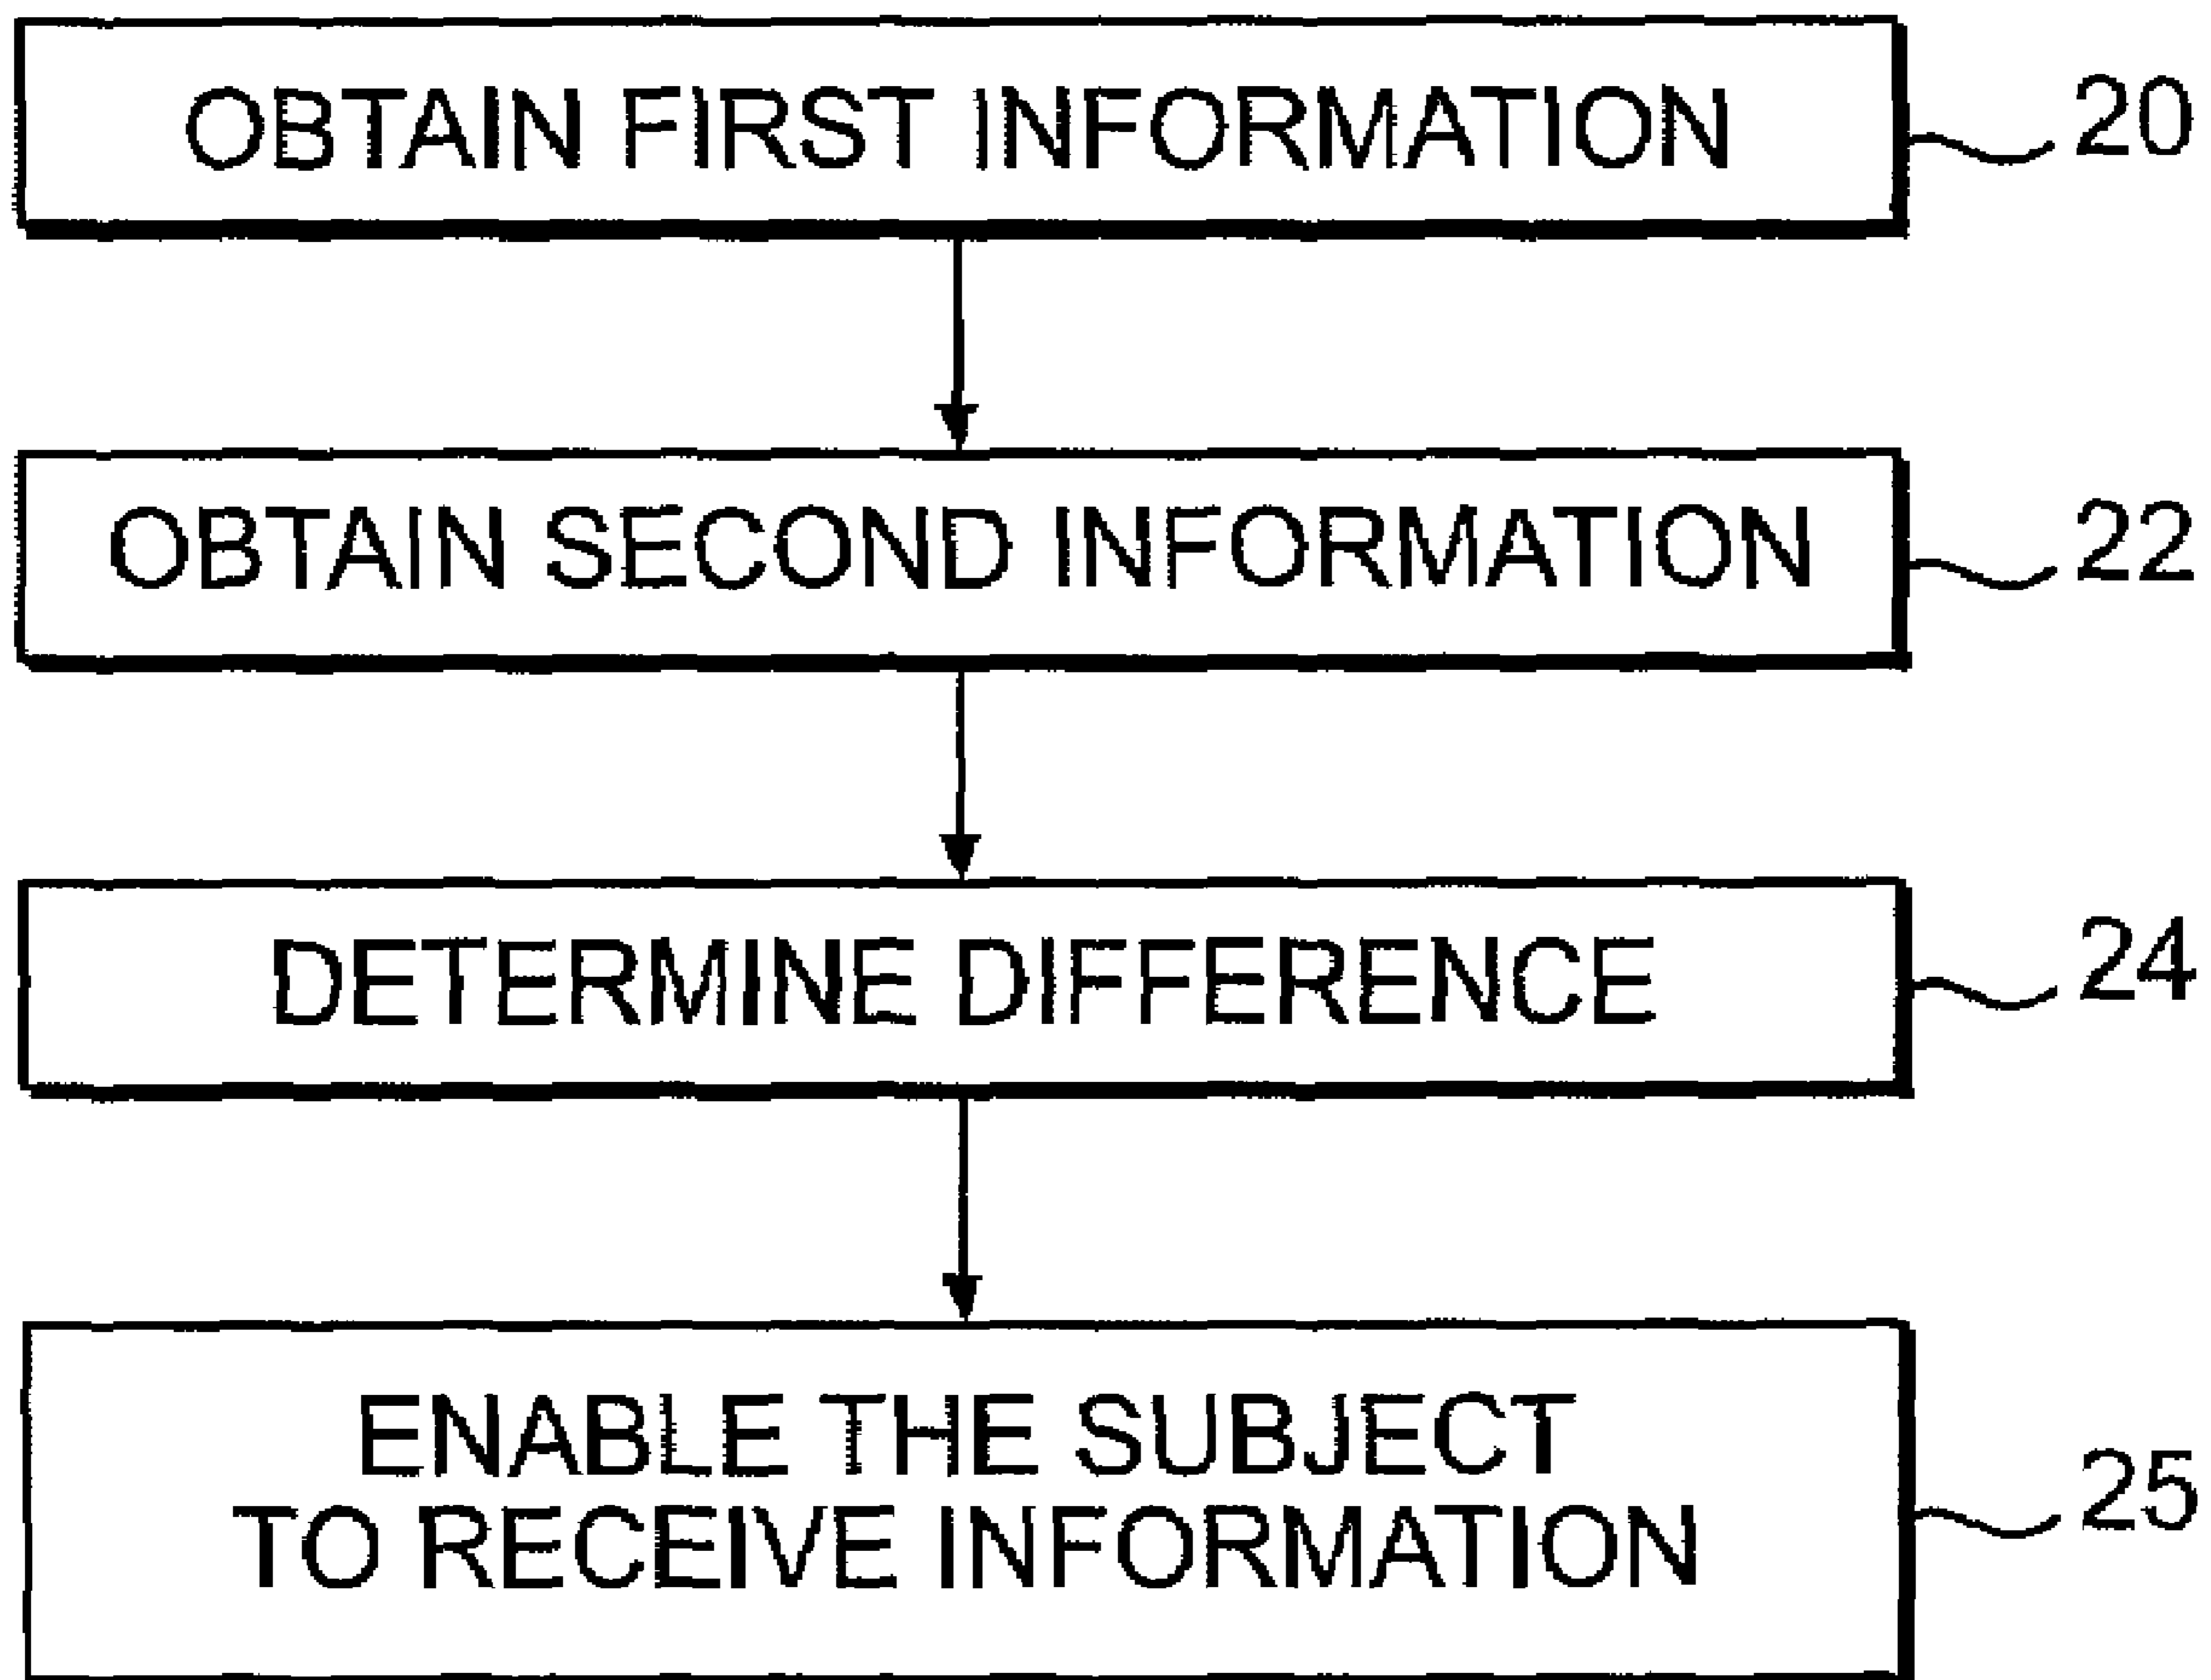 OBTAIN FIRST INFORMATION 20
OBTAIN SECOND INFORMATION 22
DETERMINE DIFFERENCE 24
ENABLE THE SUBJECT
TO RECEIVE INFORMATION 25